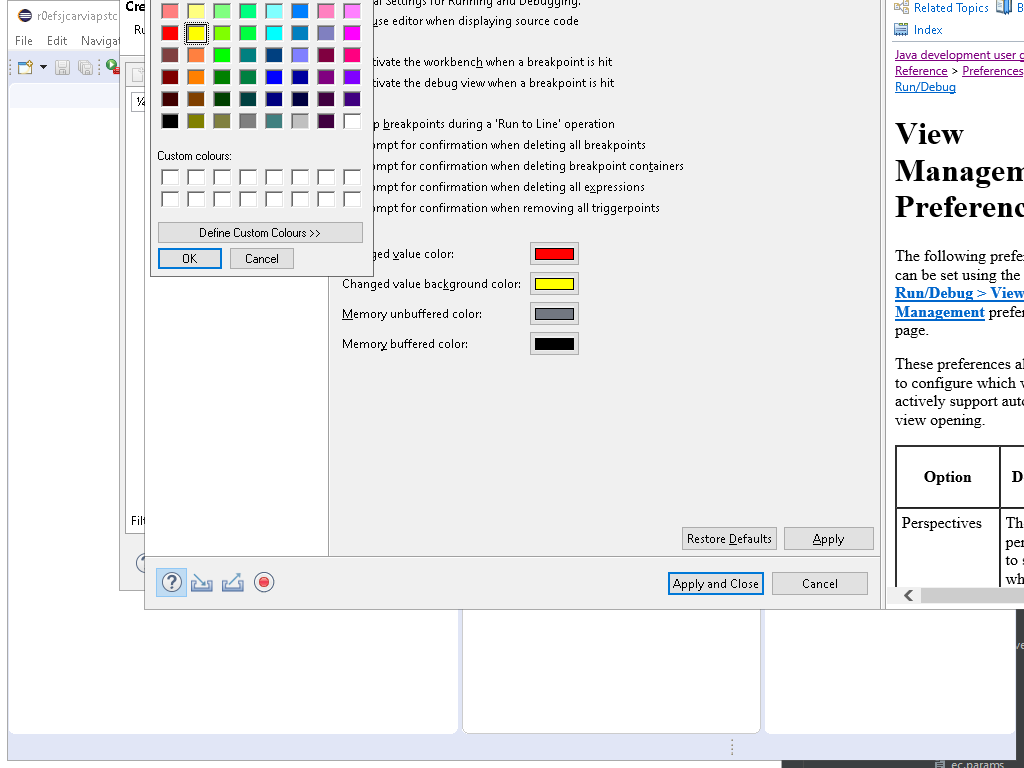 r0efsjcarviapstc
Cre
File Edit Navigat
Ru
Settings for Running and Debugging.
use editor when displaying source code
tivate the workbench when a breakpoint is hit
tivate the debug view when a breakpoint is hit
p breakpoints during a 'Run to Line' operation
ompt for confirmation when deleting all breakpoints
ompt for confirmation when deleting breakpoint containers
ompt for confirmation when deleting all expressions
ompt for confirmation when removing all triggerpoints
Custom colours:
Define Custom Colours >>
OK Cancel
ged value color:
Changed value background color:
Memory unbuffered color:
Memory buffered color:
Filt
Restore Defaults Apply
Apply and Close Cancel
Related Topics B
Index
Java development user g
Reference > Preferences
Run/Debug
View
Managem
Preferenc
The following prefer
can be set using the
Run/Debug > View
Management prefer
page.
These preferences al
to configure which v
actively support auto
view opening.
Option D
Perspectives Th
per
to s
wh
ec.params